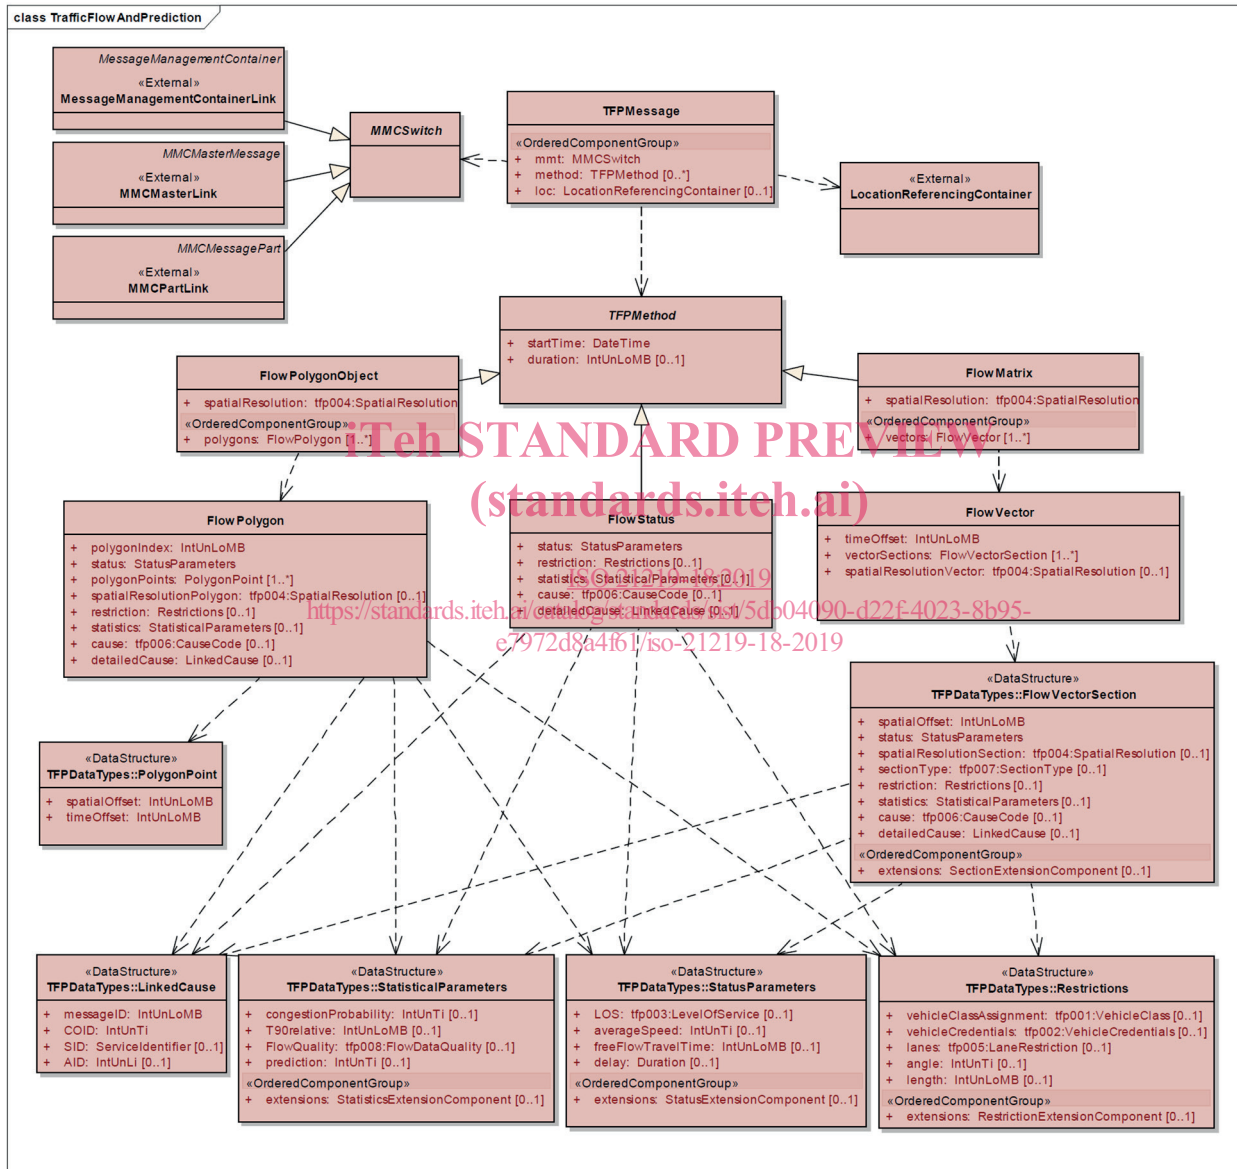 class TrafficFlowAndPrediction
MessageManagementContainer
«External»
MessageManagementContainerLink
MMCMasterMessage
MMCMasterLink
MMCMessagePart
«External»
MMCPartLink
MMCSwitch
TFPMessage
«OrderedComponentGroup»
+ mmt: MMCSwitch
+ method: TFPMethod [0..*]
+ loc: LocationReferencingContainer [0..1]
«External»
LocationReferencingContainer
TFPMethod
+ startTime: DateTime
+ duration: IntUnLoMB [0..1]
FlowPolygonObject
+ spatialResolution: tfp004:SpatialResolution
«OrderedComponentGroup»
+ polygons: FlowPolygon [1..*]
FlowMatrix
+ spatialResolution: tfp004:SpatialResolution
«OrderedComponentGroup»
+ vectors: FlowVector [1..*]
iTeh STANDARD PREVIEW
(standards.iteh.ai)
FlowPolygon
+ polygonIndex: IntUnLoMB
+ status: StatusParameters
+ polygonPoints: PolygonPoint [1..*]
+ spatialResolutionPolygon: tfp004:SpatialResolution [0..1]
+ restriction: Restrictions [0..1]
+ statistics: StatisticalParameters [0..1]
+ cause: tfp006:CauseCode [0..1]
+ detailedCause: LinkedCause [0..1]
FlowStatus
+ status: StatusParameters
+ restriction: Restrictions [0..1]
+ statistics: StatisticalParameters [0..1]
+ cause: tfp006:CauseCode [0..1]
+ detailedCause: LinkedCause [0..1]
FlowVector
+ timeOffset: IntUnLoMB
+ vectorSections: FlowVectorSection [1..*]
+ spatialResolutionVector: tfp004:SpatialResolution [0..1]
ISO 21219-18:2019
https://standards.iteh.ai/catalog/standards/sist/5db04090-d22f-4023-8b95-
e7972d8a4f61/iso-21219-18-2019
«DataStructure»
TFPDataTypes::FlowVectorSection
+ spatialOffset: IntUnLoMB
+ status: StatusParameters
+ spatialResolutionSection: tfp004:SpatialResolution [0..1]
+ sectionType: tfp007:SectionType [0..1]
+ restriction: Restrictions [0..1]
+ statistics: StatisticalParameters [0..1]
+ cause: tfp006:CauseCode [0..1]
+ detailedCause: LinkedCause [0..1]
«OrderedComponentGroup»
+ extensions: SectionExtensionComponent [0..1]
«DataStructure»
TFPDataTypes::PolygonPoint
+ spatialOffset: IntUnLoMB
+ timeOffset: IntUnLoMB
«DataStructure»
TFPDataTypes::LinkedCause
+ messageID: IntUnLoMB
+ COID: IntUnTi
+ SID: ServiceIdentifier [0..1]
+ AID: IntUnLi [0..1]
«DataStructure»
TFPDataTypes::StatisticalParameters
+ congestionProbability: IntUnTi [0..1]
+ T90relative: IntUnLoMB [0..1]
+ FlowQuality: tfp008:FlowDataQuality [0..1]
+ prediction: IntUnTi [0..1]
«OrderedComponentGroup»
+ extensions: StatisticsExtensionComponent [0..1]
«DataStructure»
TFPDataTypes::StatusParameters
+ LOS: tfp003:LevelOfService [0..1]
+ averageSpeed: IntUnTi [0..1]
+ freeFlowTravelTime: IntUnLoMB [0..1]
+ delay: Duration [0..1]
«OrderedComponentGroup»
+ extensions: StatusExtensionComponent [0..1]
«DataStructure»
TFPDataTypes::Restrictions
+ vehicleClassAssignment: tfp001:VehicleClass [0..1]
+ vehicleCredentials: tfp002:VehicleCredentials [0..1]
+ lanes: tfp005:LaneRestriction [0..1]
+ angle: IntUnTi [0..1]
+ length: IntUnLoMB [0..1]
«OrderedComponentGroup»
+ extensions: RestrictionExtensionComponent [0..1]